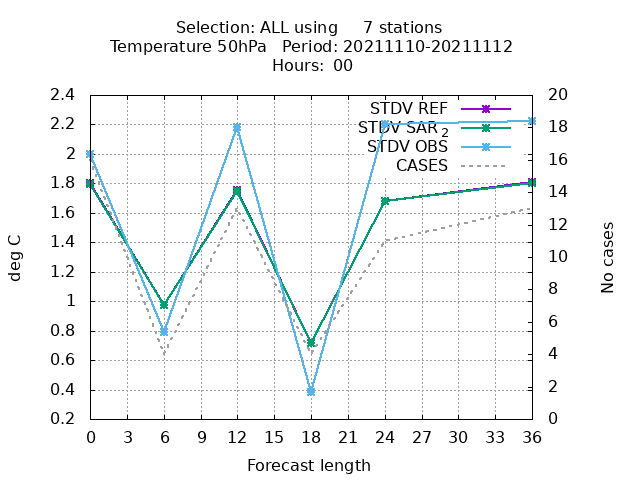 Selection: ALL using 7 stations
Temperature 50hPa Period: 20211110-20211112
Hours: 00
2.4
2.2
2
1.8
1.6
1.4
1.2
1
0.8
0.6
0.4
0.2
deg C
STDV REF
STDV SAR 2
STDV OBS
CASES
20
18
16
14
12
10
8
6
4
2
0
No cases
0 3 6 9 12 15 18 21 24 27 30 33 36
Forecast length